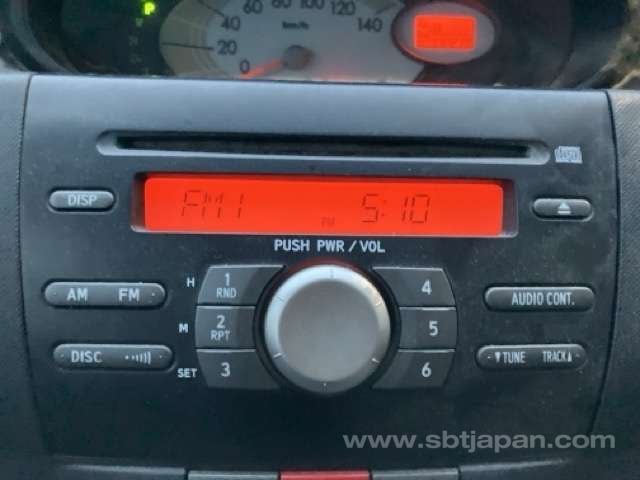 P
0 20 40 60 80 100 120 140
km/h
DISP
FM1 PM 5:10
PUSH PWR/VOL
AM FM
H 1 RND
4
AUDIO CONT.
M 2 RPT
5
DISC
SET 3
6
▼TUNE TRACK▲
www.sbtjapan.com